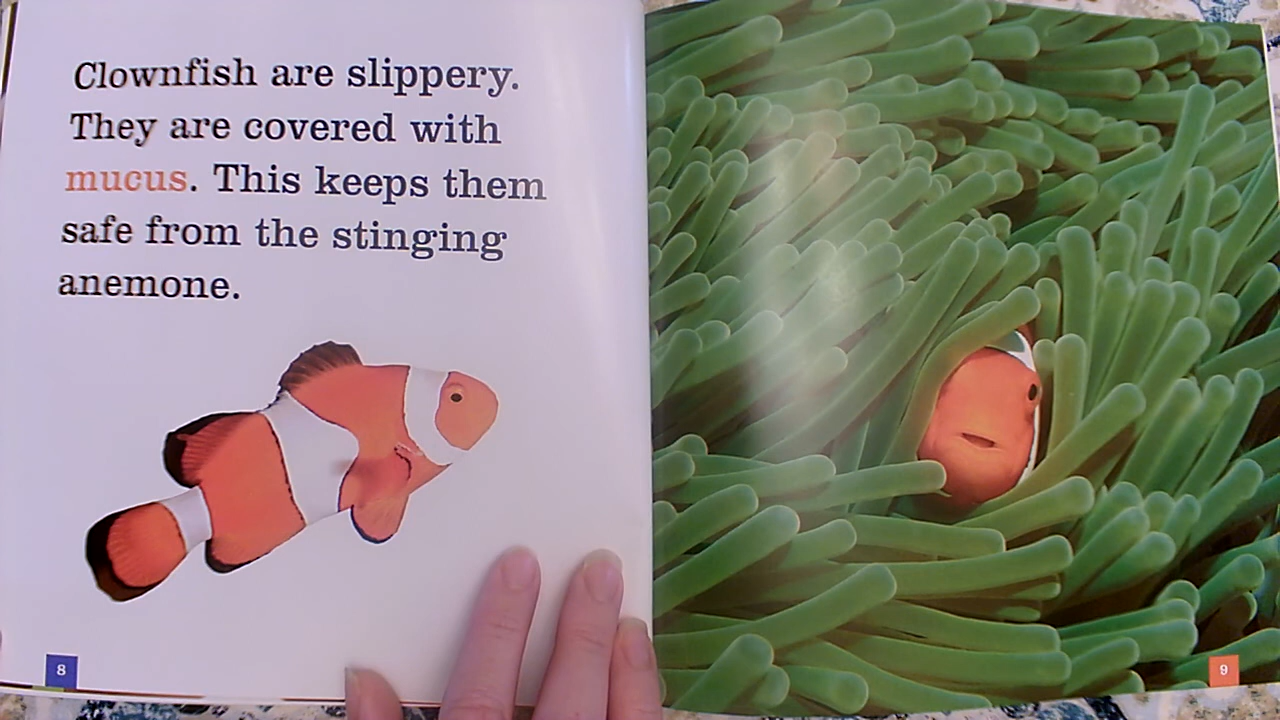 Clownfish are slippery.
They are covered with
mucus. This keeps them
safe from the stinging
anemone.
8
9